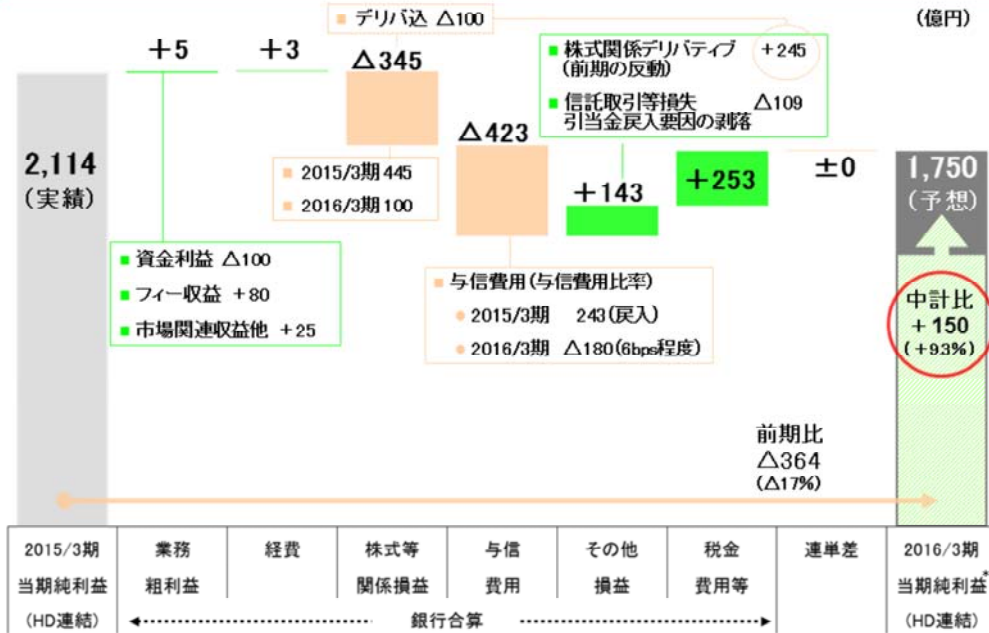 ■ デリバ込 △100
(億円)
+5
+3
△345
■ 株式関係デリバティブ +245
(前期の反動)
■ 信託取引等損失 △109
引当金戻入要因の剥落
△423
2,114
(実績)
■ 2015/3期 445
■ 2016/3期 100
+143
+253
±0
1,750
(予想)
■ 資金利益 △100
■ フィー収益 +80
■ 市場関連収益他 +25
■ 与信費用(与信費用比率)
● 2015/3期 243(戻入)
● 2016/3期 △180(6bps程度)
中計比
+150
(+9.3%)
前期比
△364
(△17%)
2015/3期
当期純利益
(HD連結)
業務
粗利益
経費
株式等
関係損益
与信
費用
その他
損益
税金
費用等
連単差
2016/3期
当期純利益*
(HD連結)
銀行合算